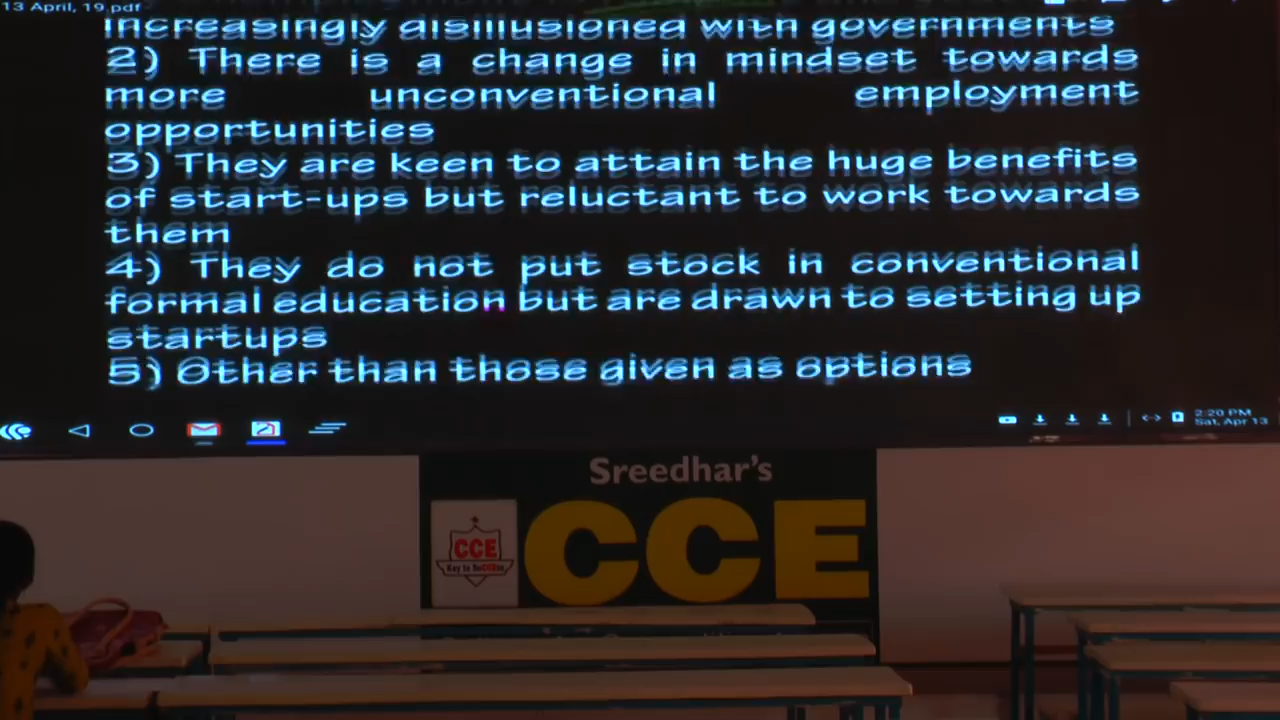 13 April, 19.pdf
increasingly disillusioned with governments
2) There is a change in mindset towards
more unconventional employment
opportunities
3) They are keen to attain the huge benefits
of start-ups but reluctant to work towards
them
4) They do not put stock in conventional
formal education but are drawn to setting up
startups
5) Other than those given as options
2:20 PM
Sat, Apr 13
Sreedhar's
CCE
CCE
Key to SuCCEss